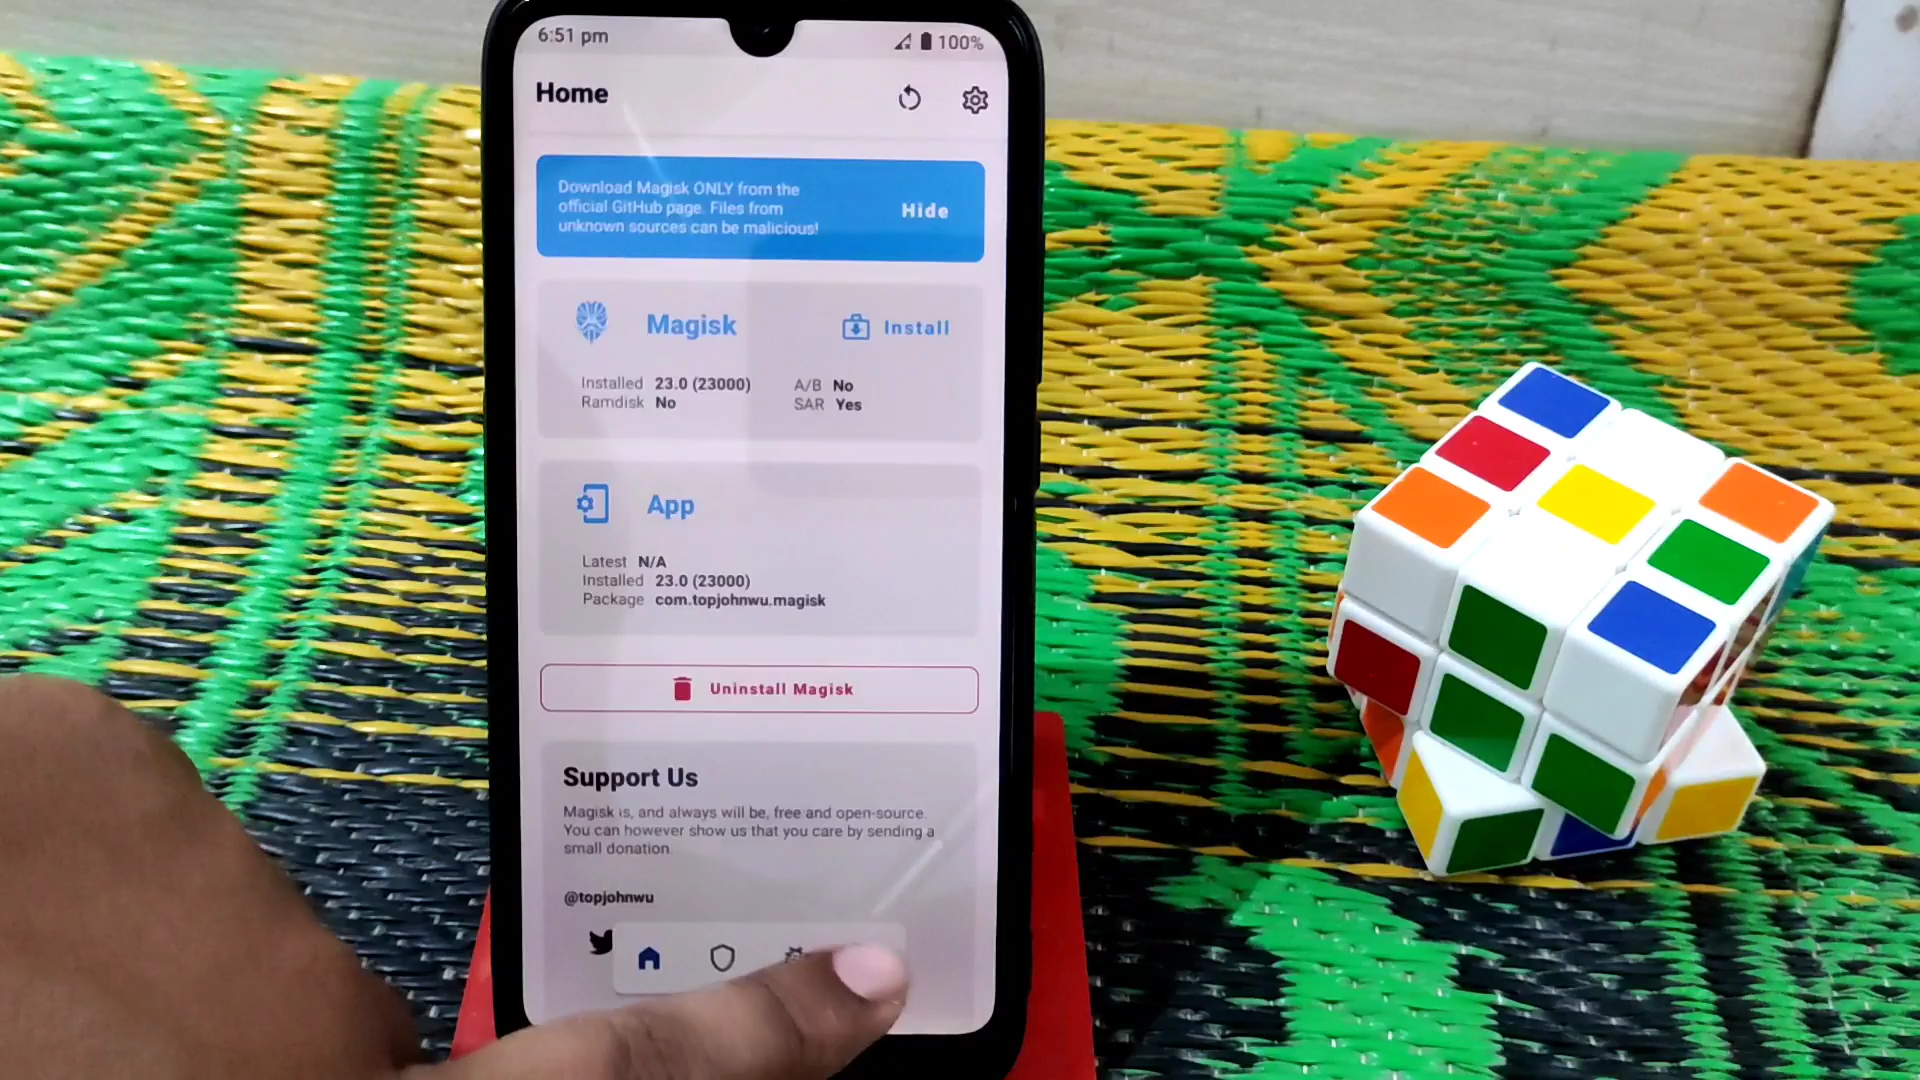 6:51 pm
100%
Home
Download Magisk ONLY from the
official GitHub page. Files from
unknown sources can be malicious!
Hide
Magisk
Install
Installed 23.0 (23000)
A/B No
Ramdisk No
SAR Yes
App
Latest N/A
Installed 23.0 (23000)
Package com.topjohnwu.magisk
Uninstall Magisk
Support Us
Magisk is, and always will be, free and open-source.
You can however show us that you care by sending a
small donation.
@topjohnwu